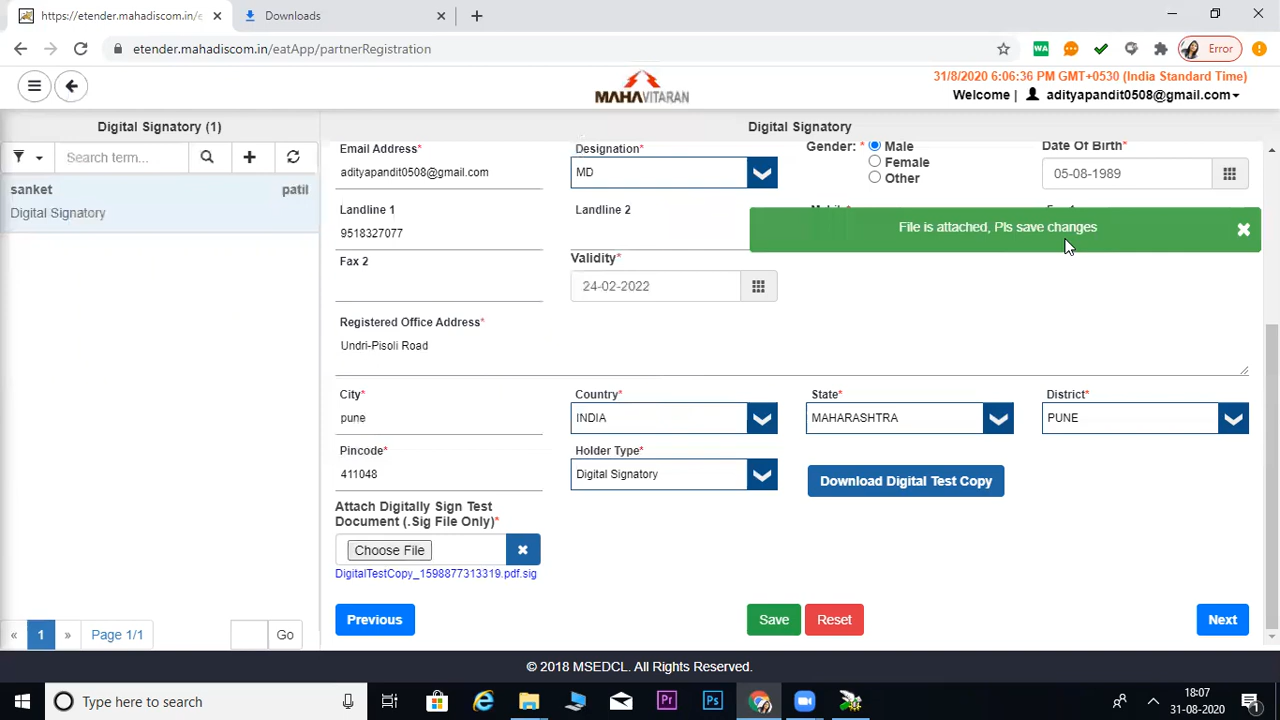 https://etender.mahadiscom.in/e
Downloads
etender.mahadiscom.in/eatApp/partnerRegistration
WA
Error
MAHAVITARAN
31/8/2020 6:06:36 PM GMT+0530 (India Standard Time)
Welcome | adityapandit0508@gmail.com
Digital Signatory (1)
Digital Signatory
Search term...
sanket patil
Digital Signatory
Email Address*
adityapandit0508@gmail.com
Designation*
MD
Gender: *
Male
Female
Other
Date Of Birth*
05-08-1989
Landline 1
9518327077
Landline 2
File is attached, Pls save changes
Fax 2
Validity*
24-02-2022
Registered Office Address*
Undri-Pisoli Road
City*
pune
Country*
INDIA
State*
MAHARASHTRA
District*
PUNE
Pincode*
411048
Holder Type*
Digital Signatory
Download Digital Test Copy
Attach Digitally Sign Test
Document (.Sig File Only)*
Choose File
DigitalTestCopy_1598877313319.pdf.sig
« 1 » Page 1/1 Go
Previous
Save
Reset
Next
© 2018 MSEDCL. All Rights Reserved.
Type here to search
Pr
Ps
18:07
31-08-2020
1